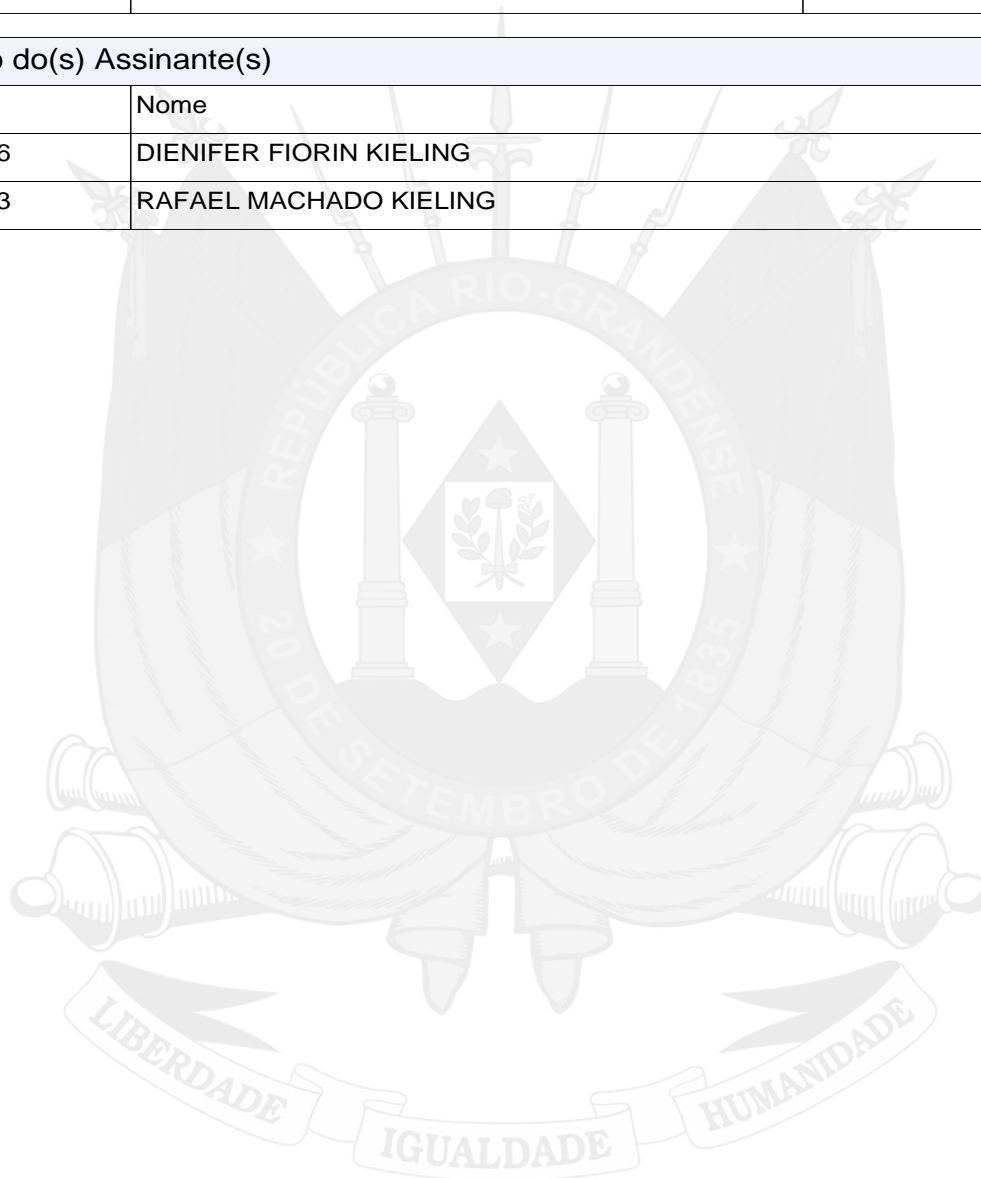 o do(s) Assinante(s)
Nome
6 DIENIFER FIORIN KIELING
3 RAFAEL MACHADO KIELING
REPÚBLICA RIO-GRANDENSE
20 DE SETEMBRO DE 1835
LIBERDADE IGUALDADE HUMANIDADE